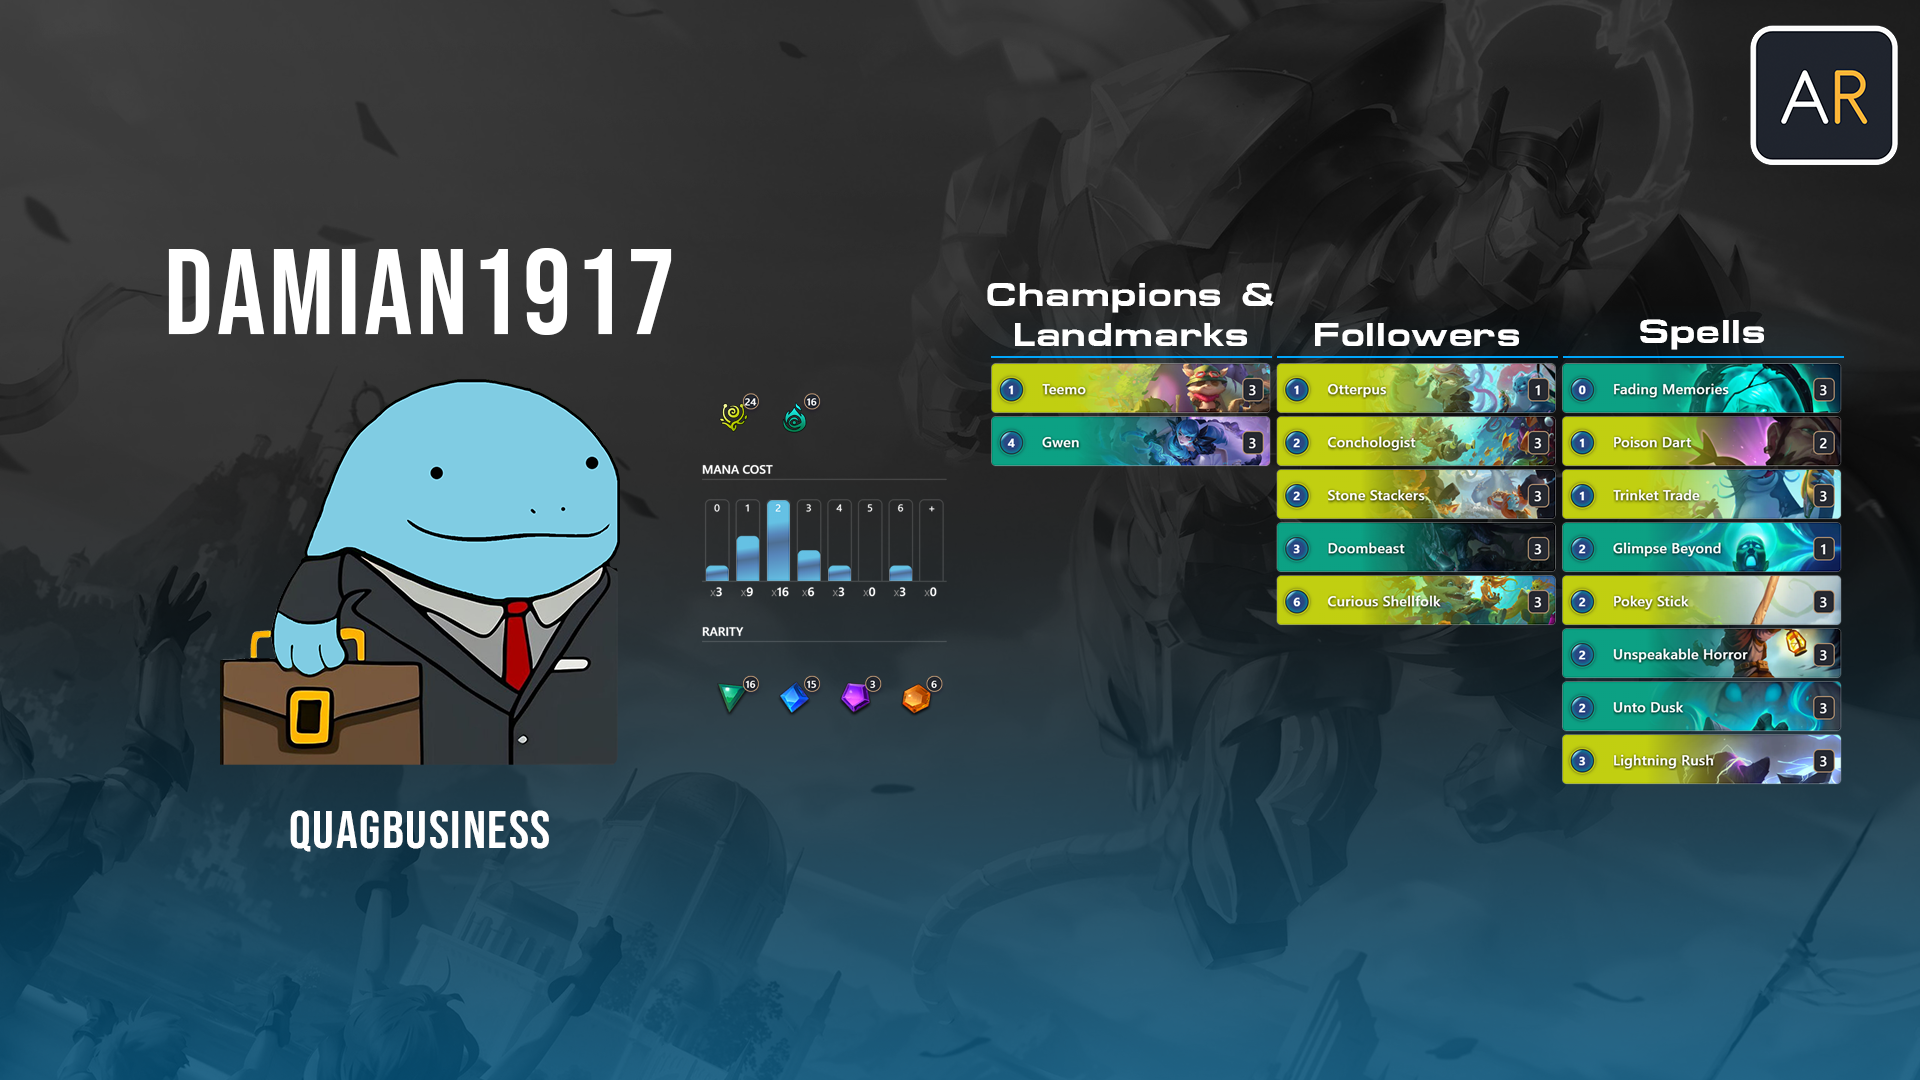 AR
DAMIAN1917
QUAGBUSINESS
24 16
MANA COST
0 1 2 3 4 5 6 +
x3 x9 x16 x6 x3 x0 x3 x0
RARITY
16 15 3 6
Champions &
Landmarks
1 Teemo 3
4 Gwen 3
Followers
1 Otterpus 1
2 Conchologist 3
2 Stone Stackers 3
3 Doombeast 3
6 Curious Shellfolk 3
Spells
0 Fading Memories 3
1 Poison Dart 2
1 Trinket Trade 3
2 Glimpse Beyond 1
2 Pokey Stick 3
2 Unspeakable Horror 3
2 Unto Dusk 3
3 Lightning Rush 3